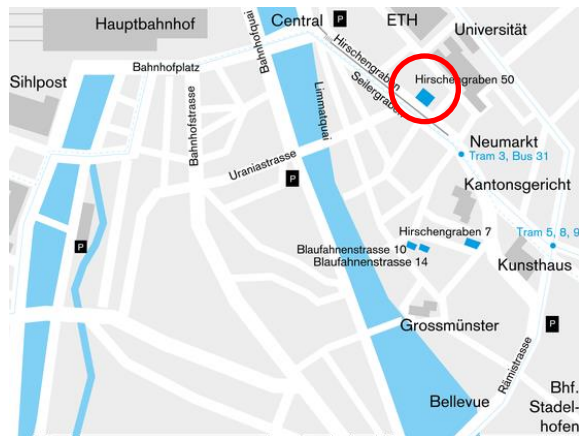 Hauptbahnhof
Central
P
ETH
Universität
Bahnhofquai
Hirschengraben
Seilergraben
Hirschengraben 50
Sihlpost
Bahnhofplatz
Limmatquai
Bahnhofstrasse
Neumarkt
Tram 3, Bus 31
Uraniastrasse
P
Kantonsgericht
Hirschengraben 7
Tram 5, 8, 9
P
Blaufahnenstrasse 10
Blaufahnenstrasse 14
Kunsthaus
Grossmünster
P
Rämistrasse
Bellevue
Bhf.
Stadel-
hofen